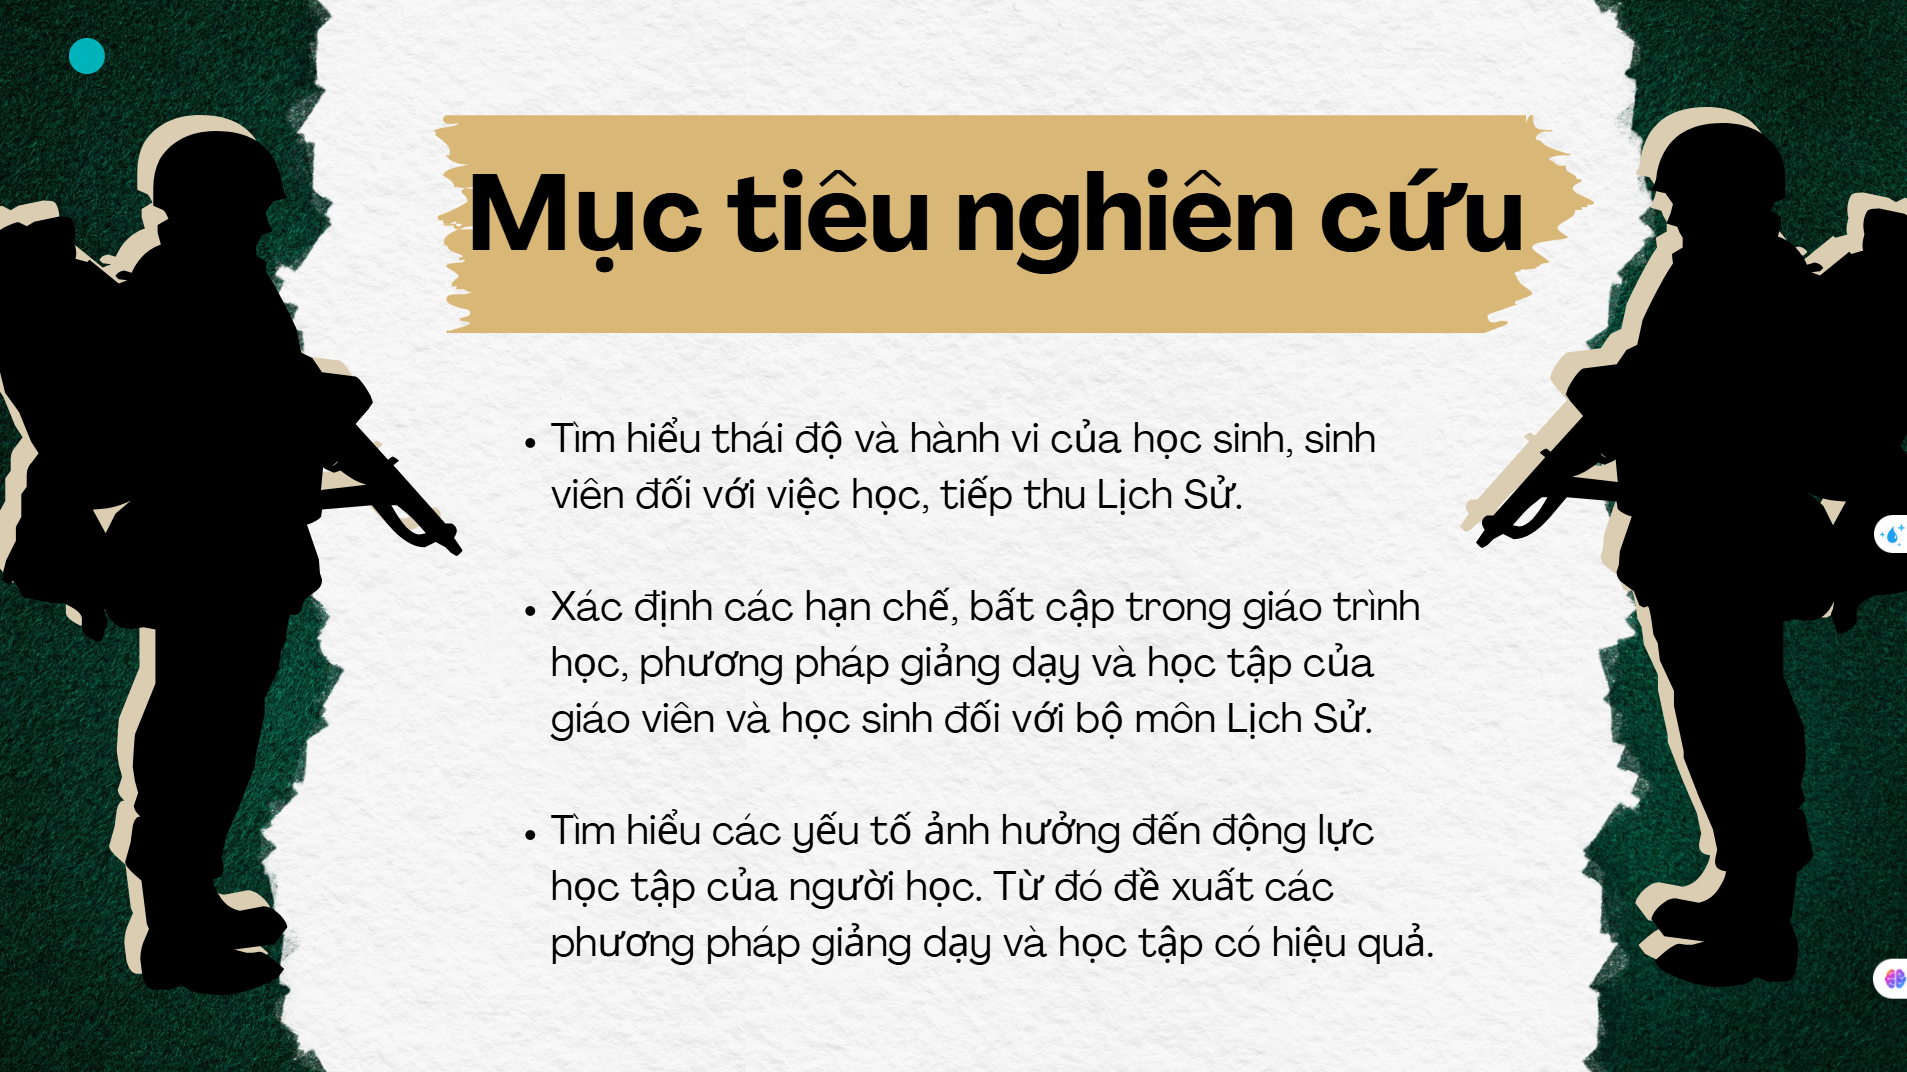 Mục tiêu nghiên cứu
• Tìm hiểu thái độ và hành vi của học sinh, sinh
viên đối với việc học, tiếp thu Lịch Sử.
• Xác định các hạn chế, bất cập trong giáo trình
học, phương pháp giảng dạy và học tập của
giáo viên và học sinh đối với bộ môn Lịch Sử.
• Tìm hiểu các yếu tố ảnh hưởng đến động lực
học tập của người học. Từ đó đề xuất các
phương pháp giảng dạy và học tập có hiệu quả.